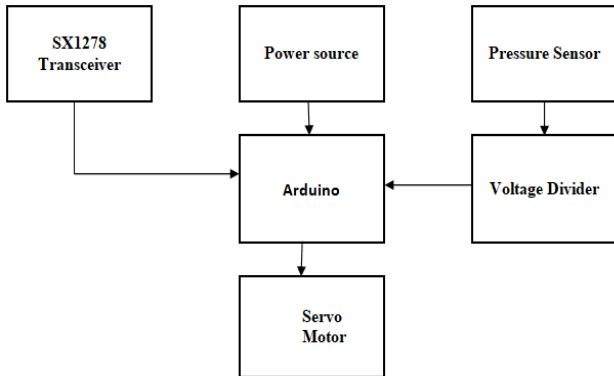 SX1278
Transceiver
Power source
Pressure Sensor
Arduino
Voltage Divider
Servo
Motor